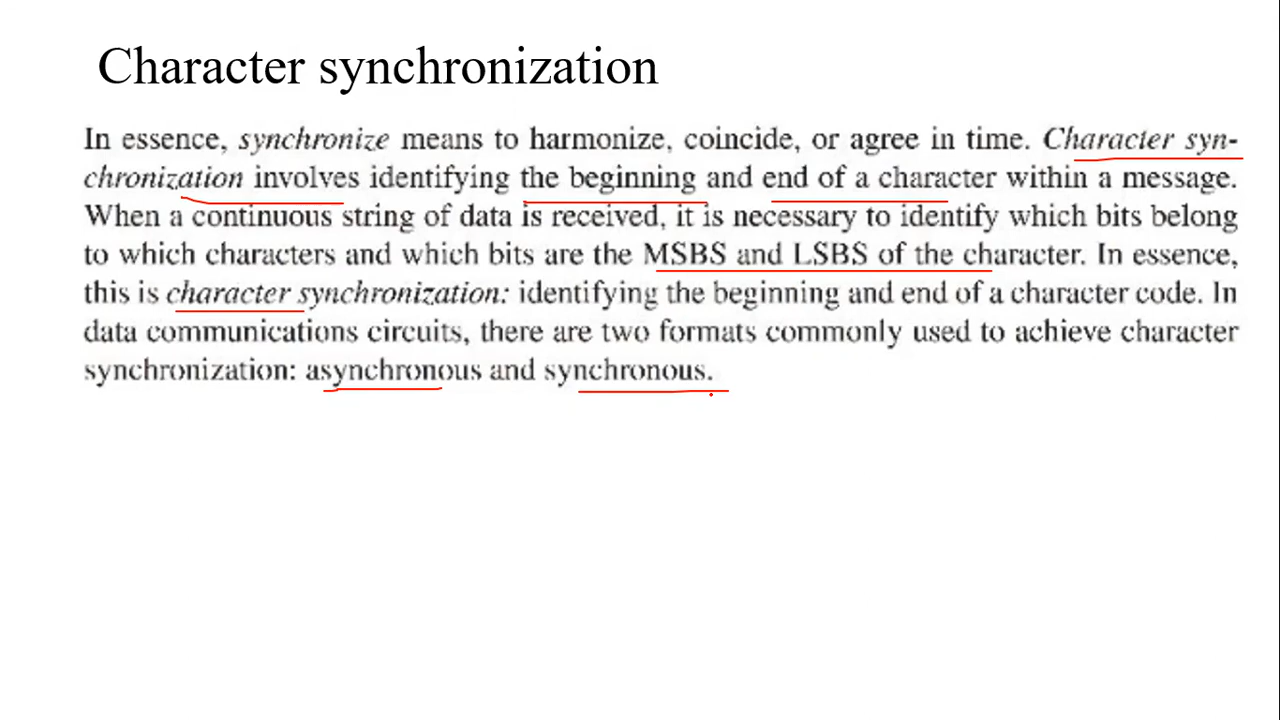 Character synchronization
In essence, synchronize means to harmonize, coincide, or agree in time. Character syn-
chronization involves identifying the beginning and end of a character within a message.
When a continuous string of data is received, it is necessary to identify which bits belong
to which characters and which bits are the MSBS and LSBS of the character. In essence,
this is character synchronization: identifying the beginning and end of a character code. In
data communications circuits, there are two formats commonly used to achieve character
synchronization: asynchronous and synchronous.